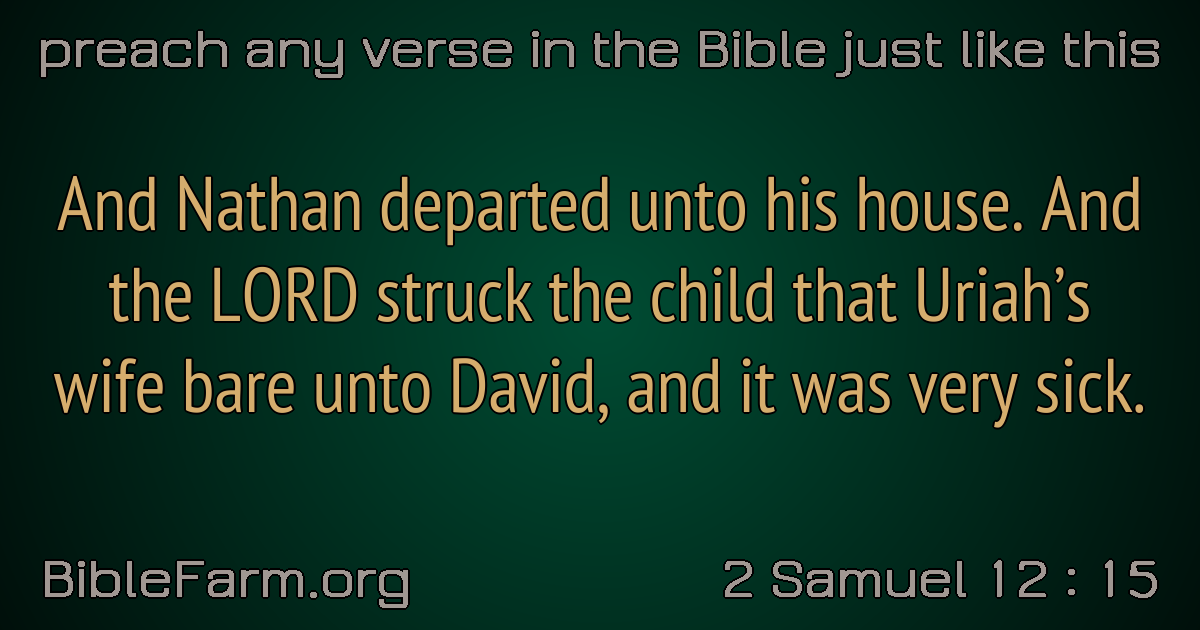 preach any verse in the Bible just like this
And Nathan departed unto his house. And
the LORD struck the child that Uriah’s
wife bare unto David, and it was very sick.
BibleFarm.org
2 Samuel 12 : 15